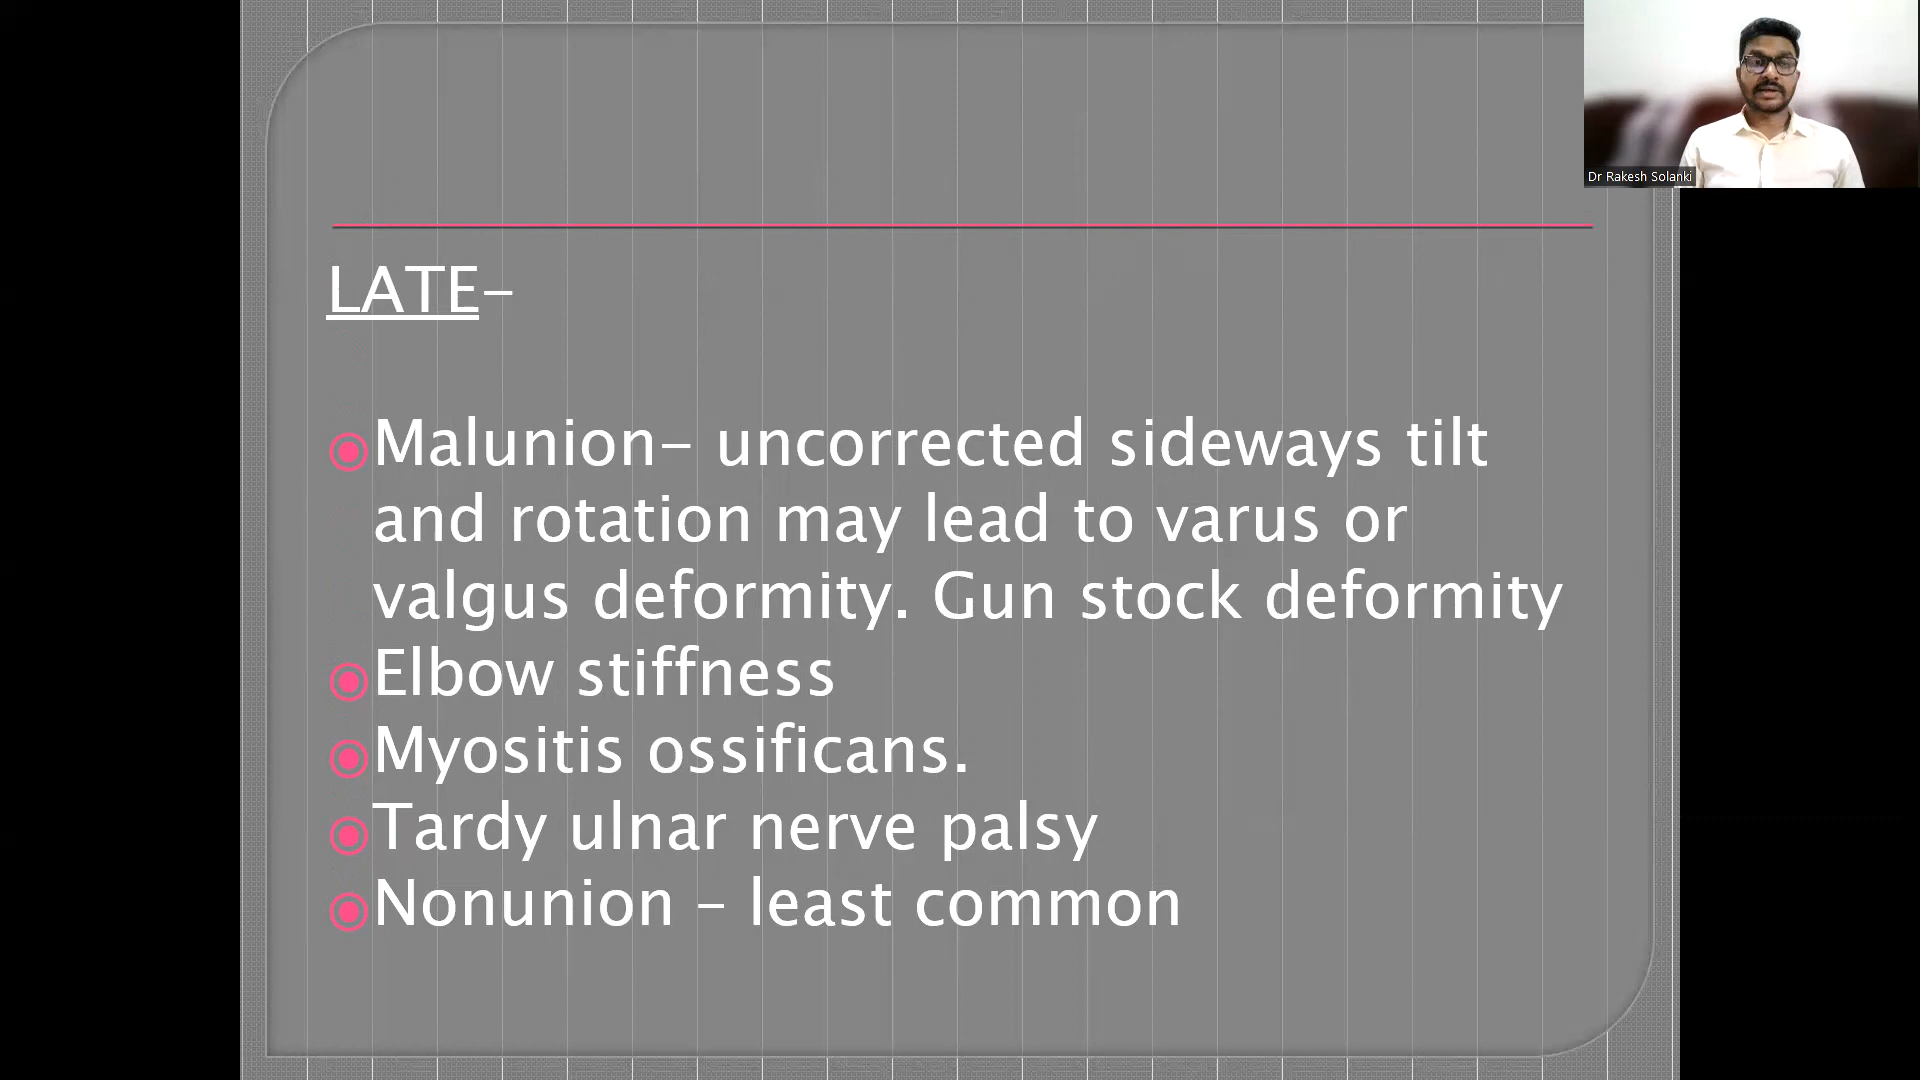 Dr Rakesh Solanki
LATE-
Malunion- uncorrected sideways tilt
and rotation may lead to varus or
valgus deformity. Gun stock deformity
Elbow stiffness
Myositis ossificans.
Tardy ulnar nerve palsy
Nonunion - least common